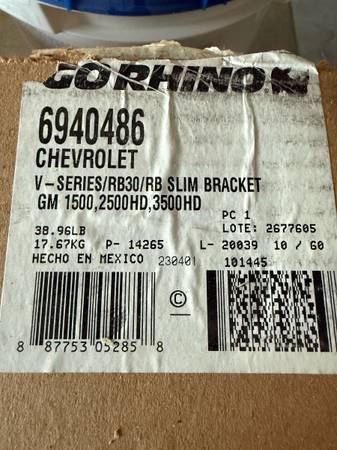 GO RHINO
6940486
CHEVROLET
V-SERIES/RB30/RB SLIM BRACKET
GM 1500,2500HD,3500HD
PC 1
38.96LB LOTE: 2677605
17.67KG P- 14265 L- 20039 10 / 60
HECHO EN MEXICO 230401 101445
©
8 87753 05285 8